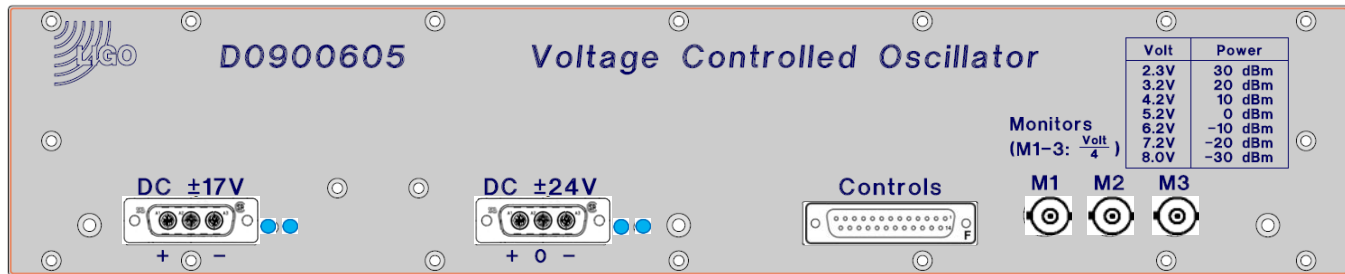 LIGO
D0900605
Voltage Controlled Oscillator
Volt Power
2.3V 30 dBm
3.2V 20 dBm
4.2V 10 dBm
5.2V 0 dBm
6.2V -10 dBm
7.2V -20 dBm
8.0V -30 dBm
Monitors
(M1-3: Volt/4)
DC ±17V
+ -
DC ±24V
+ 0 -
Controls
1
14
F
M1 M2 M3